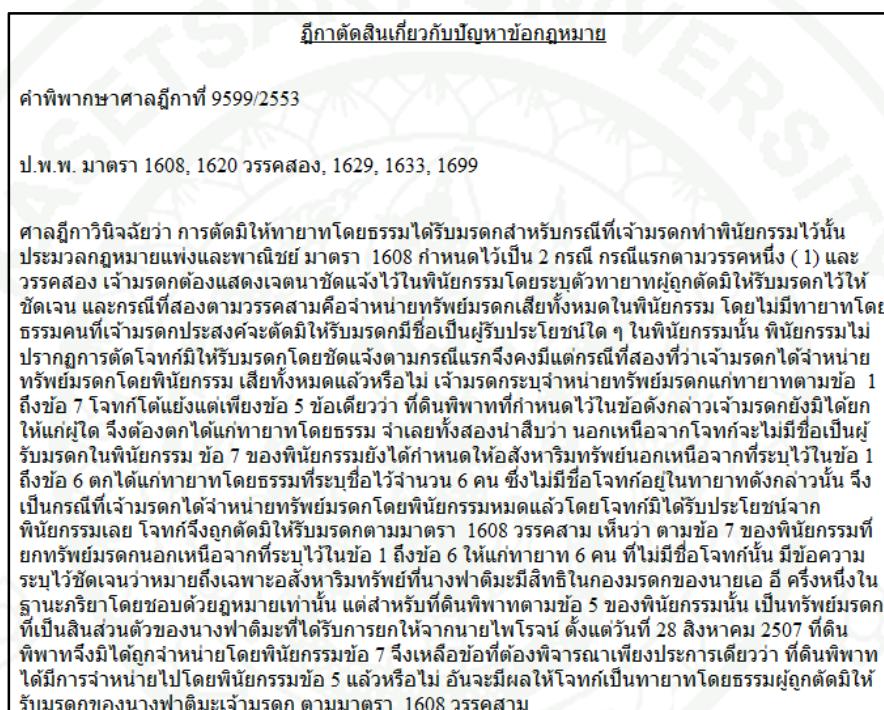 ฎีกาตัดสินเกี่ยวกับปัญหาข้อกฎหมาย
คำพิพากษาศาลฎีกาที่ 9599/2553
ป.พ.พ. มาตรา 1608, 1620 วรรคสอง, 1629, 1633, 1699
ศาลฎีกาวินิจฉัยว่า การตัดมิให้ทายาทโดยธรรมได้รับมรดกสำหรับกรณีที่เจ้ามรดกทำพินัยกรรมไว้นั้น
ประมวลกฎหมายแพ่งและพาณิชย์ มาตรา 1608 กำหนดไว้เป็น 2 กรณี กรณีแรกตามวรรคหนึ่ง ( 1) และ
วรรคสอง เจ้ามรดกต้องแสดงเจตนาชัดแจ้งไว้ในพินัยกรรมโดยระบุตัวทายาทผู้ถูกตัดมิให้รับมรดกไว้ให้
ชัดเจน และกรณีที่สองตามวรรคสามคือจำหน่ายทรัพย์มรดกเสียทั้งหมดในพินัยกรรม โดยไม่มีทายาทโดย
ธรรมคนที่เจ้ามรดกประสงค์จะตัดมิให้รับมรดกมีชื่อเป็นผู้รับประโยชน์ใด ๆ ในพินัยกรรมนั้น พินัยกรรมไม่
ปรากฏการตัดโจทก์มิให้รับมรดกโดยชัดแจ้งตามกรณีแรกจึงคงมีแต่กรณีที่สองที่ว่าเจ้ามรดกได้จำหน่าย
ทรัพย์มรดกโดยพินัยกรรม เสียทั้งหมดแล้วหรือไม่ เจ้ามรดกระบุจำหน่ายทรัพย์มรดกแก่ทายาทตามข้อ 1
ถึงข้อ 7 โจทก์โต้แย้งแต่เพียงข้อ 5 ข้อเดียวว่า ที่ดินพิพาทที่กำหนดไว้ในข้อดังกล่าวเจ้ามรดกยังมิได้ยก
ให้แก่ผู้ใด จึงต้องตกได้แก่ทายาทโดยธรรม จำเลยทั้งสองนำสืบว่า นอกเหนือจากโจทก์จะไม่มีชื่อเป็นผู้
รับมรดกในพินัยกรรม ข้อ 7 ของพินัยกรรมยังได้กำหนดให้อสังหาริมทรัพย์นอกเหนือจากที่ระบุไว้ในข้อ 1
ถึงข้อ 6 ตกได้แก่ทายาทโดยธรรมที่ระบุชื่อไว้จำนวน 6 คน ซึ่งไม่มีชื่อโจทก์อยู่ในทายาทดังกล่าวนั้น จึง
เป็นกรณีที่เจ้ามรดกได้จำหน่ายทรัพย์มรดกโดยพินัยกรรมหมดแล้วโดยโจทก์มิได้รับประโยชน์จาก
พินัยกรรมเลย โจทก์จึงถูกตัดมิให้รับมรดกตามมาตรา 1608 วรรคสาม เห็นว่า ตามข้อ 7 ของพินัยกรรมที่
ยกทรัพย์มรดกนอกเหนือจากที่ระบุไว้ในข้อ 1 ถึงข้อ 6 ให้แก่ทายาท 6 คน ที่ไม่มีชื่อโจทก์นั้น มีข้อความ
ระบุไว้ชัดเจนว่าหมายถึงเฉพาะอสังหาริมทรัพย์ที่นางฟาติมะมีสิทธิในกองมรดกของนายเอ อี ครึ่งหนึ่งใน
ฐานะภริยาโดยชอบด้วยกฎหมายเท่านั้น แต่สำหรับที่ดินพิพาทตามข้อ 5 ของพินัยกรรมนั้น เป็นทรัพย์มรดก
ที่เป็นสินส่วนตัวของนางฟาติมะที่ได้รับการยกให้จากนายไพโรจน์ ตั้งแต่วันที่ 28 สิงหาคม 2507 ที่ดิน
พิพาทจึงมิได้ถูกจำหน่ายโดยพินัยกรรมข้อ 7 จึงเหลือข้อที่ต้องพิจารณาเพียงประการเดียวว่า ที่ดินพิพาท
ได้มีการจำหน่ายไปโดยพินัยกรรมข้อ 5 แล้วหรือไม่ อันจะมีผลให้โจทก์เป็นทายาทโดยธรรมผู้ถูกตัดมิให้
รับมรดกของนางฟาติมะเจ้ามรดก ตามมาตรา 1608 วรรคสาม